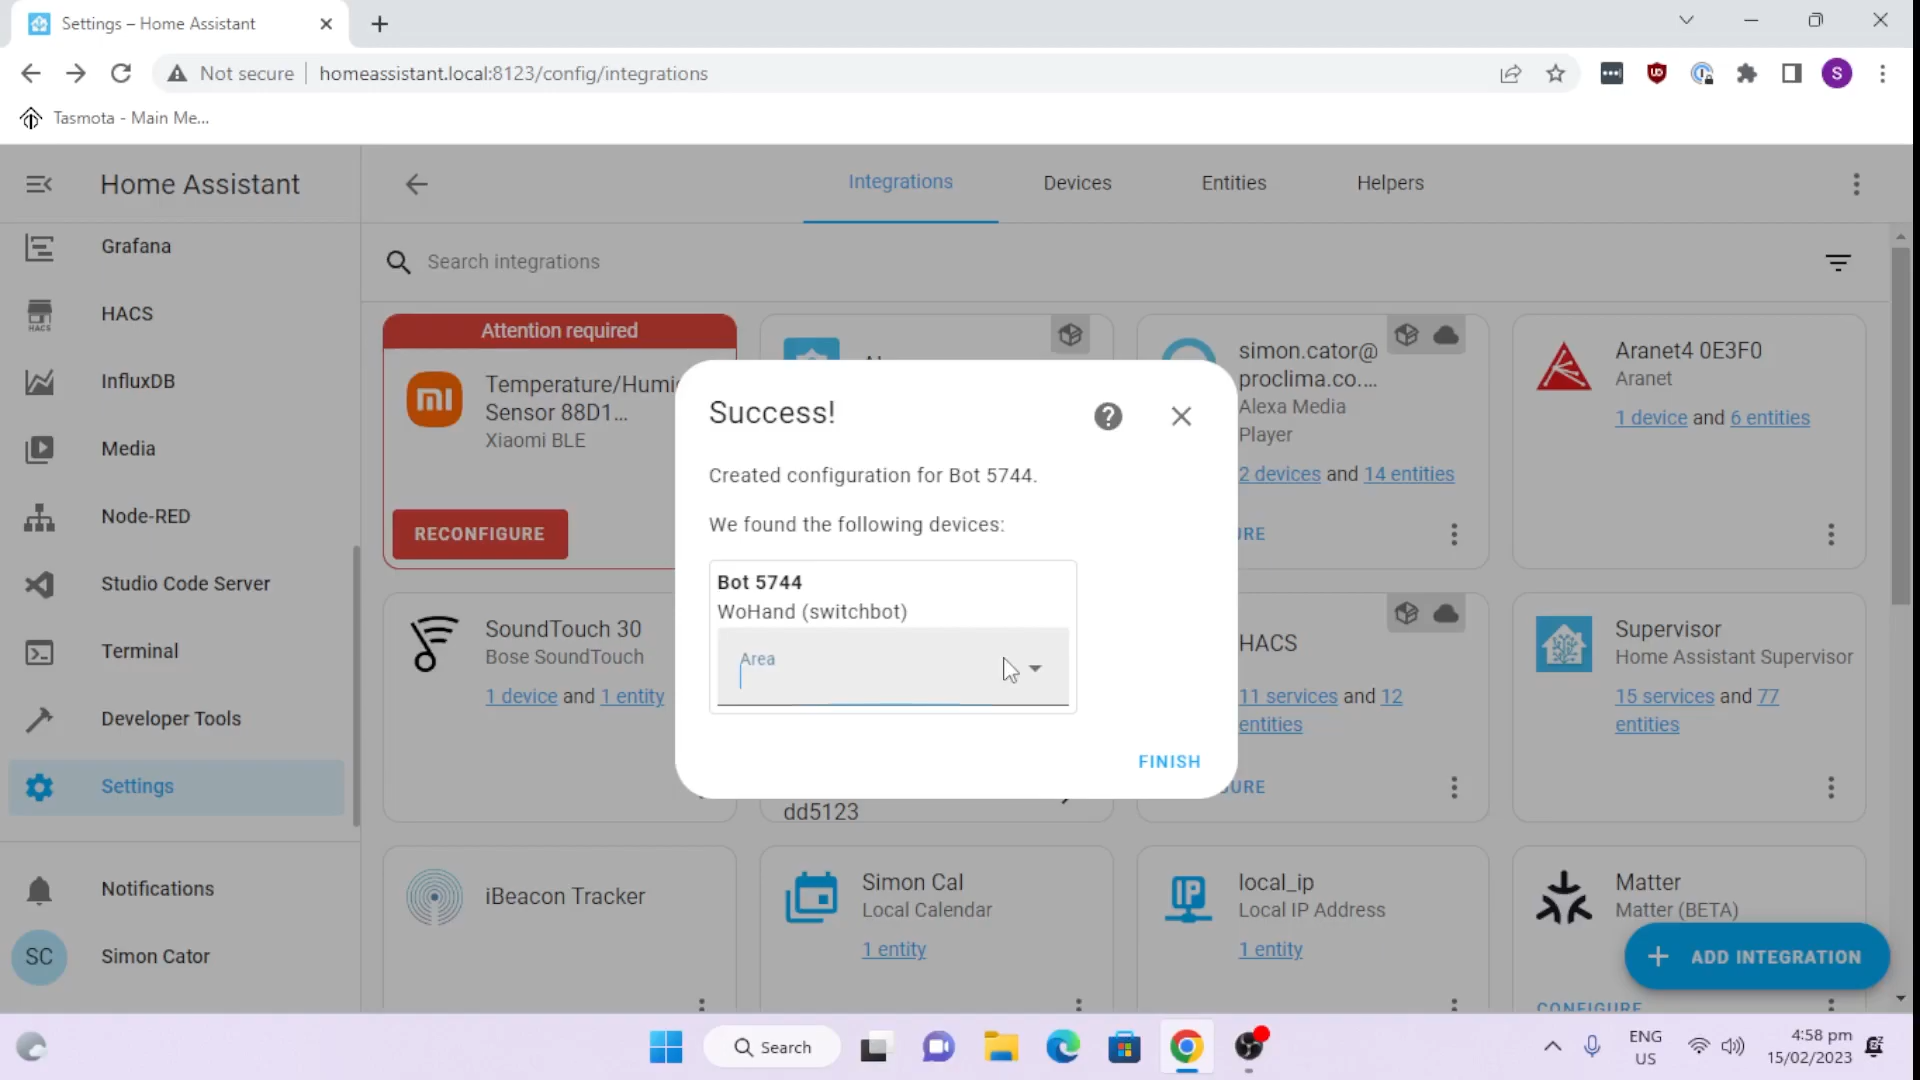 Settings – Home Assistant
Not secure
homeassistant.local:8123/config/integrations
S
Tasmota - Main Me...
Home Assistant
Integrations
Devices
Entities
Helpers
Grafana
HACS
InfluxDB
Media
Node-RED
Studio Code Server
Terminal
Developer Tools
Settings
Notifications
SC
Simon Cator
Search integrations
Attention required
Temperature/Humi
Sensor 88D1...
Xiaomi BLE
RECONFIGURE
simon.cator@
proclima.co....
Alexa Media
Player
2 devices and 14 entities
URE
Aranet4 0E3F0
Aranet
1 device and 6 entities
Success!
Created configuration for Bot 5744.
We found the following devices:
Bot 5744
WoHand (switchbot)
Area
FINISH
SoundTouch 30
Bose SoundTouch
1 device and 1 entity
dd5123
HACS
11 services and 12
entities
URE
Supervisor
Home Assistant Supervisor
15 services and 77
entities
iBeacon Tracker
Simon Cal
Local Calendar
1 entity
local_ip
Local IP Address
1 entity
Matter
Matter (BETA)
CONFIGURE
ADD INTEGRATION
Search
ENG
US
4:58 pm
15/02/2023